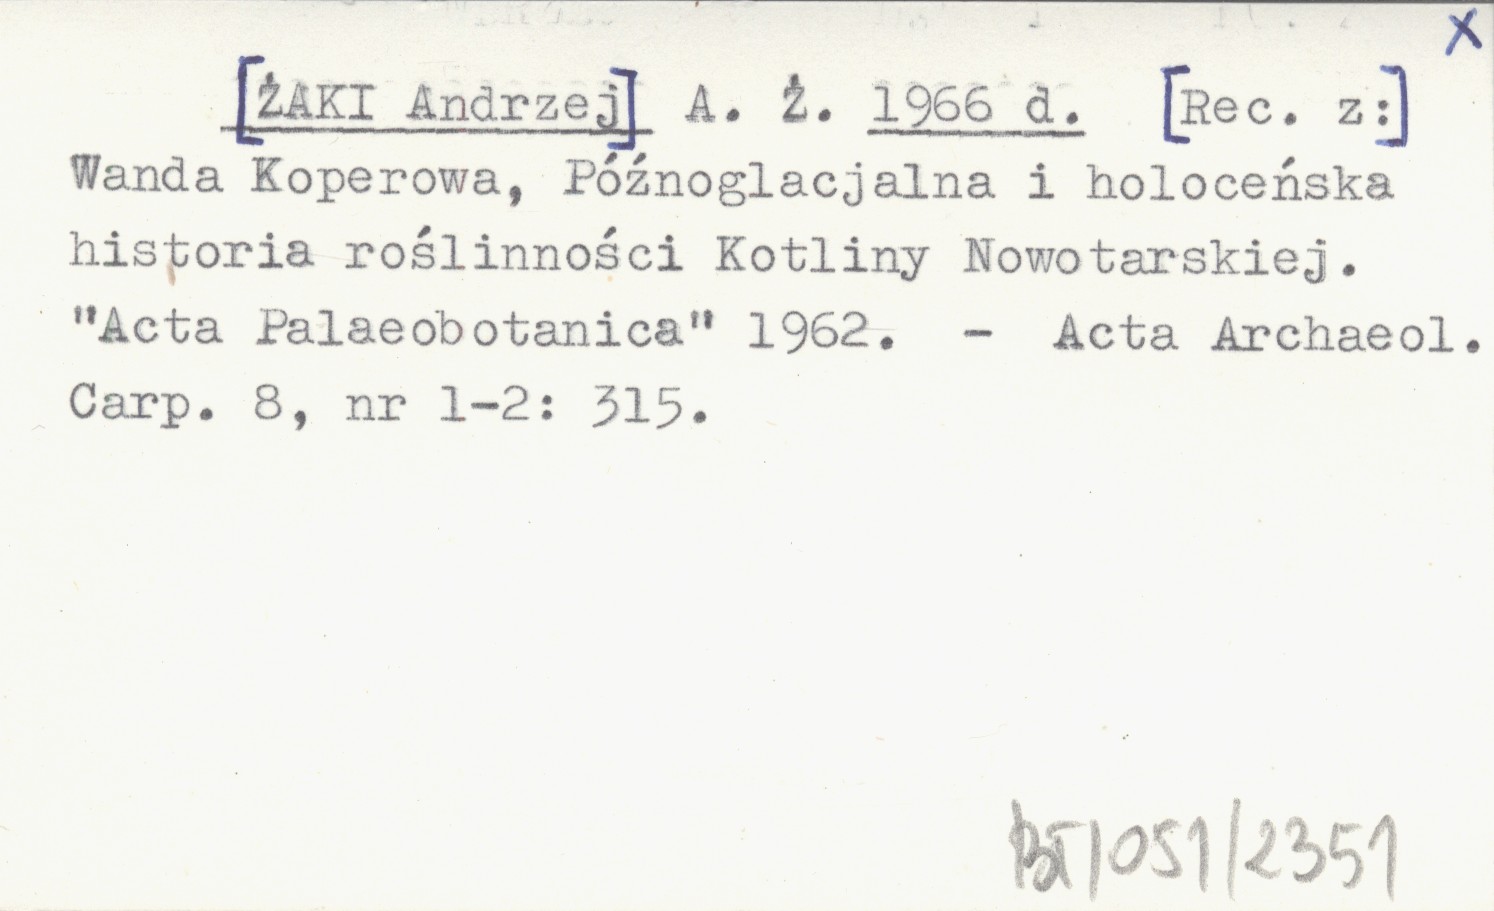 x
[ŻAKI Andrzej] A. Ż. 1966 d. [Rec. z:]
Wanda Koperowa, Późnoglacjalna i holoceńska
historia roślinności Kotliny Nowotarskiej.
"Acta Palaeobotanica" 1962. - Acta Archaeol.
Carp. 8, nr 1-2: 315.
BT/051/2351